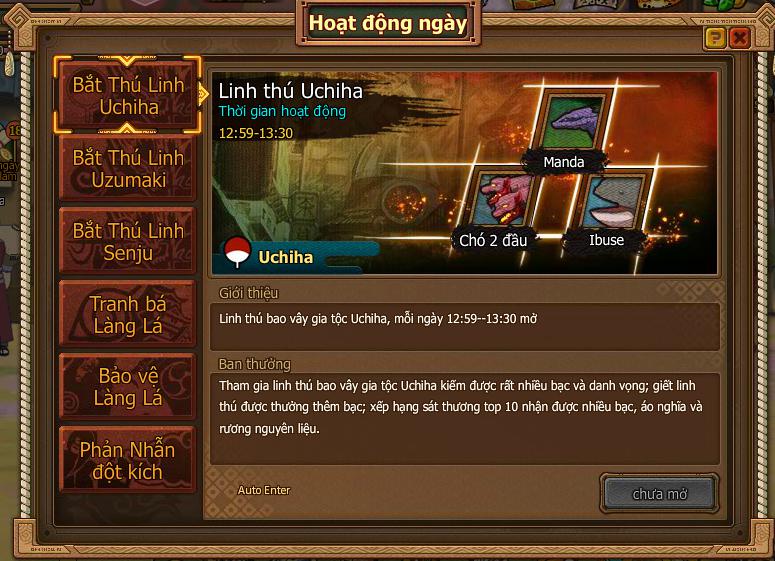 Hoạt động ngày
Bắt Thú Linh
Uchiha
Bắt Thú Linh
Uzumaki
Bắt Thú Linh
Senju
Tranh bá
Làng Lá
Bảo vệ
Làng Lá
Phản Nhẫn
đột kích
Linh thú Uchiha
Thời gian hoạt động
12:59-13:30
Manda
Chó 2 đầu
Ibuse
Uchiha
Giới thiệu
Linh thú bao vây gia tộc Uchiha, mỗi ngày 12:59--13:30 mở
Ban thưởng
Tham gia linh thú bao vây gia tộc Uchiha kiếm được rất nhiều bạc và danh vọng; giết linh
thú được thưởng thêm bạc; xếp hạng sát thương top 10 nhận được nhiều bạc, áo nghĩa và
rương nguyên liệu.
Auto Enter
chưa mở